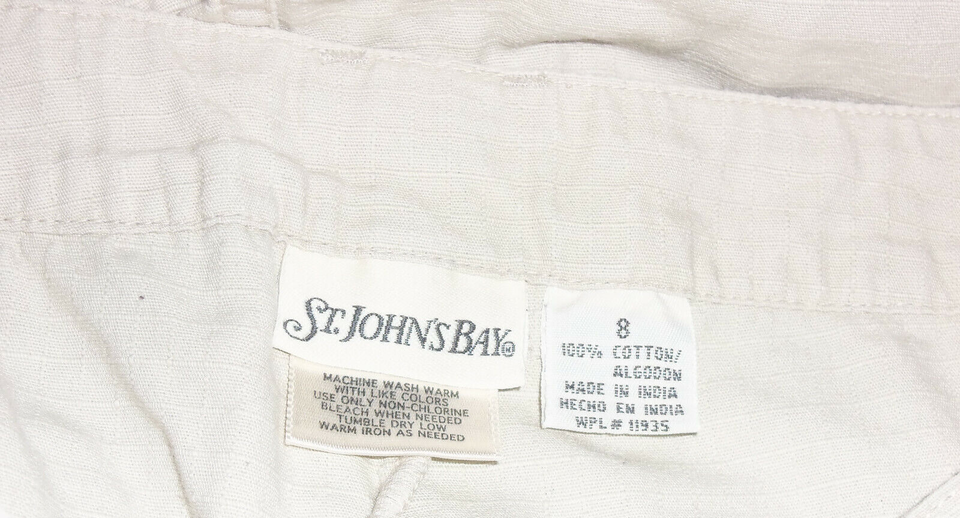 ST. JOHN'S BAY®
MACHINE WASH WARM
WITH LIKE COLORS
USE ONLY NON-CHLORINE
BLEACH WHEN NEEDED
TUMBLE DRY LOW
WARM IRON AS NEEDED
8
100% COTTON/
ALGODON
MADE IN INDIA
HECHO EN INDIA
WPL# 11935